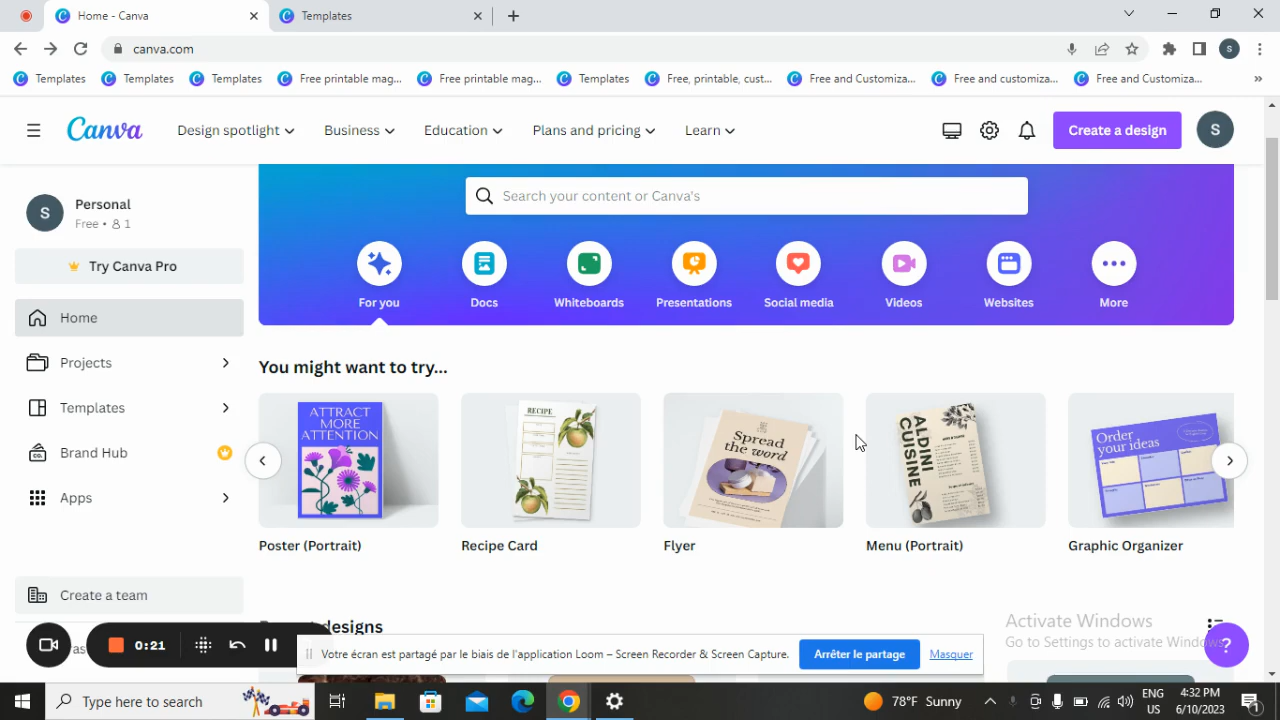 Home - Canva
Templates
canva.com
S
Templates
Templates
Templates
Free printable mag...
Free printable mag...
Templates
Free, printable, cust...
Free and Customiza...
Free and customiza...
Free and Customiza...
Canva
Design spotlight
Business
Education
Plans and pricing
Learn
Create a design
S
S
Personal
Free • 1
Try Canva Pro
Home
Projects
Templates
Brand Hub
Apps
Create a team
Search your content or Canva's
For you
Docs
Whiteboards
Presentations
Social media
Videos
Websites
More
You might want to try...
ATTRACT
MORE
ATTENTION
RECIPE
Spread
the word
ALDINI
CUISINE
Order
your ideas
Poster (Portrait)
Recipe Card
Flyer
Menu (Portrait)
Graphic Organizer
designs
Activate Windows
Go to Settings to activate Windows
?
0:21
Votre écran est partagé par le biais de l'application Loom – Screen Recorder & Screen Capture.
Arrêter le partage
Masquer
Type here to search
78°F Sunny
ENG
US
4:32 PM
6/10/2023
1